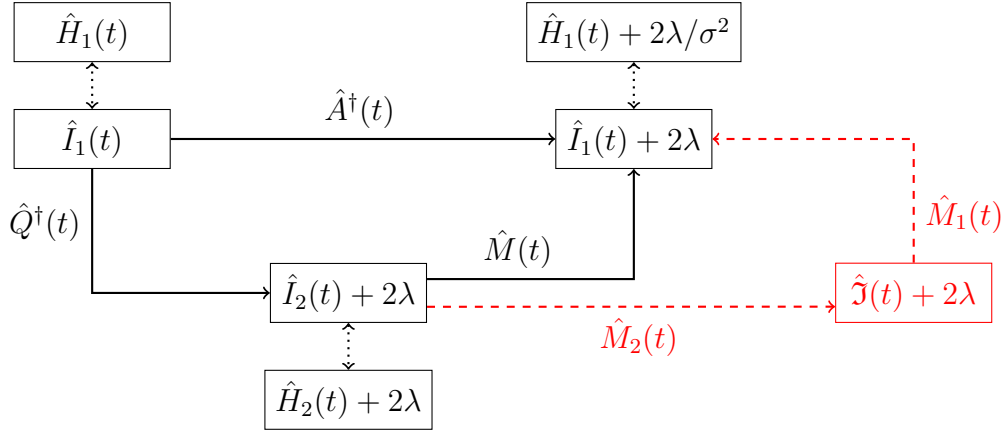 Ĥ₁(t)
Ĥ₁(t) + 2λ/σ²
Î₁(t)
Â†(t)
Î₁(t) + 2λ
Q̂†(t)
M̂(t)
M̂₁(t)
Î₂(t) + 2λ
ℑ̂(t) + 2λ
M̂₂(t)
Ĥ₂(t) + 2λ